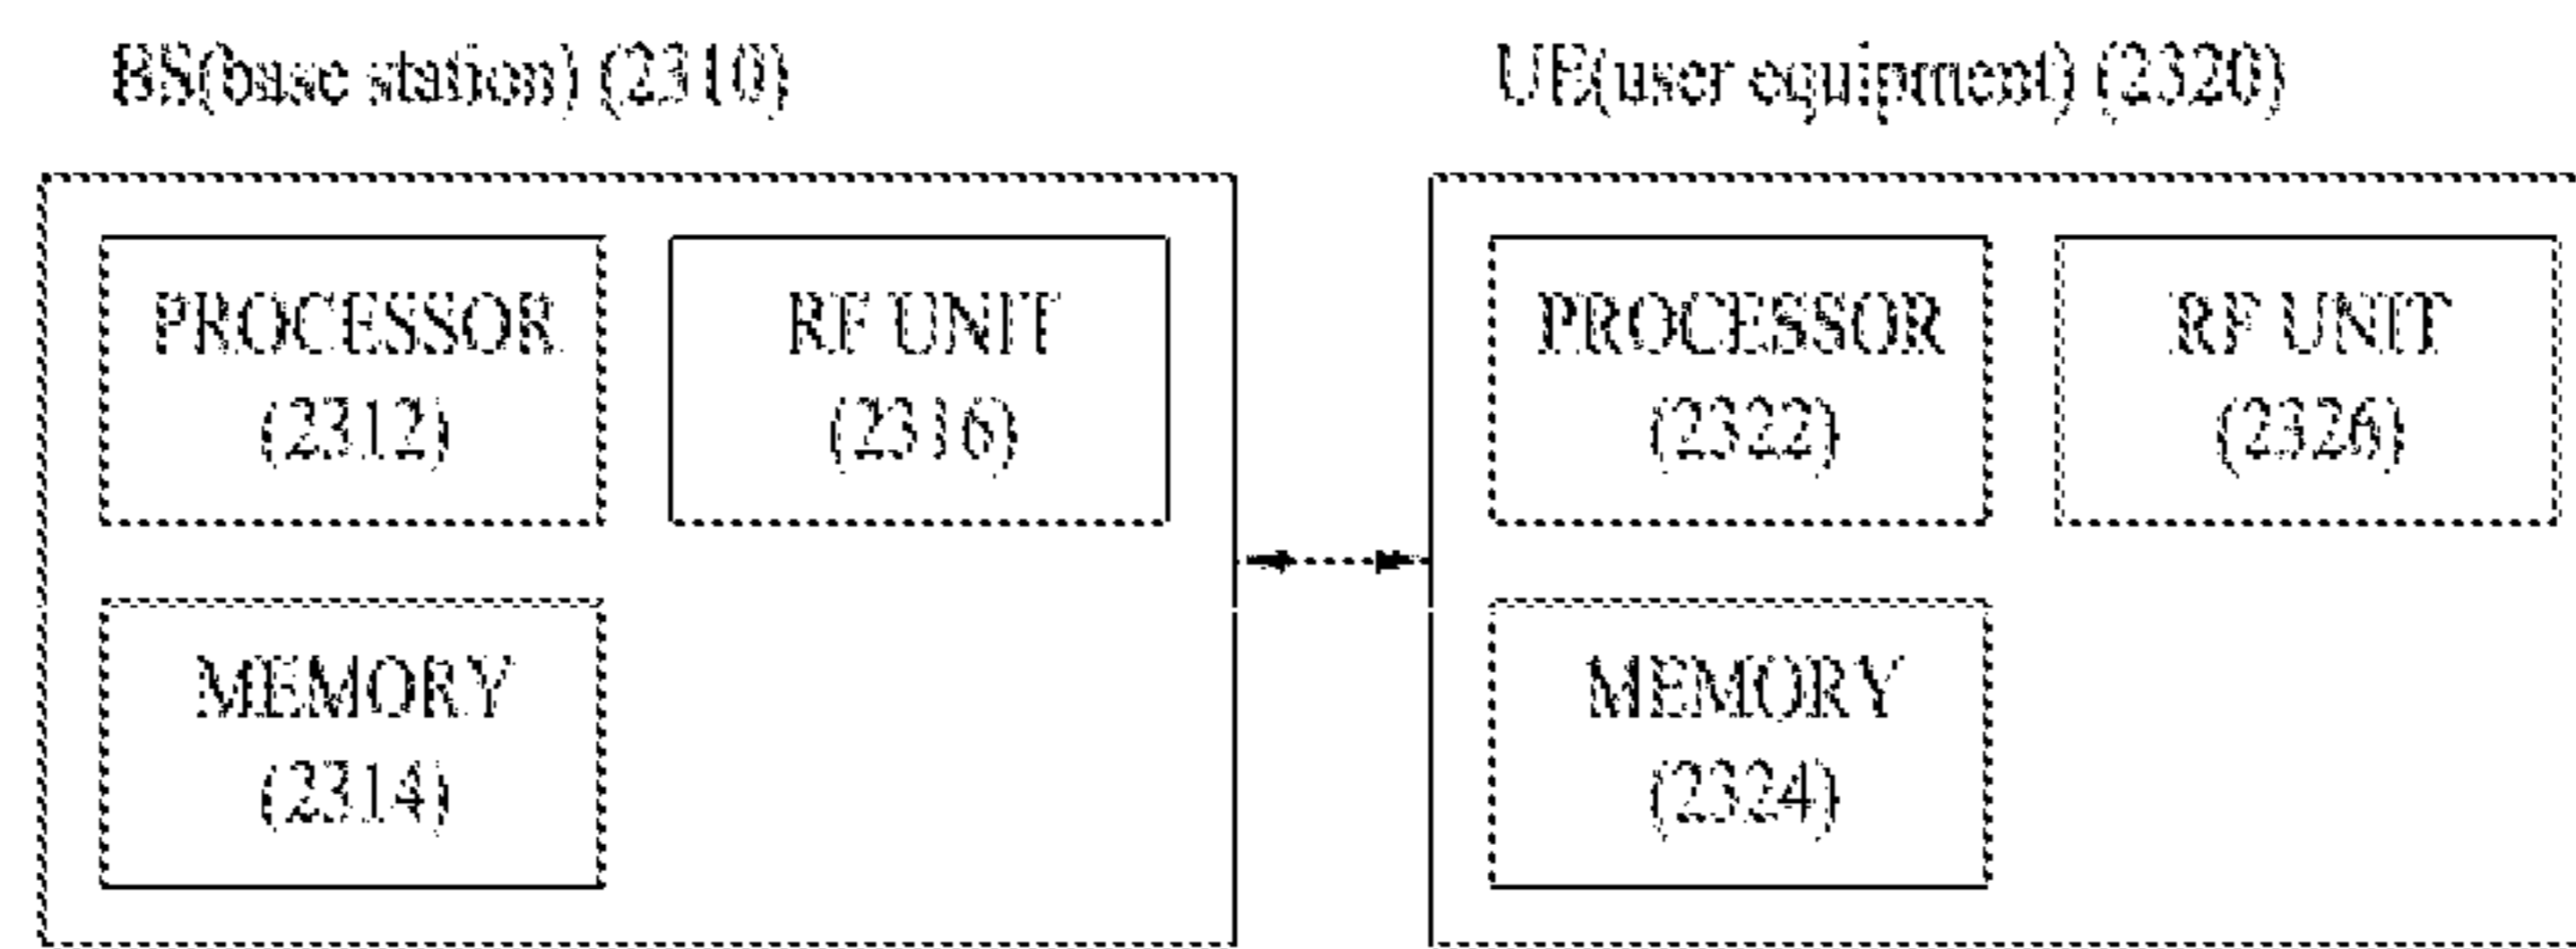 BS(base station) (2310)
PROCESSOR
(2312)
RF UNIT
(2316)
MEMORY
(2314)
UE(user equipment) (2320)
PROCESSOR
(2322)
RF UNIT
(2326)
MEMORY
(2324)